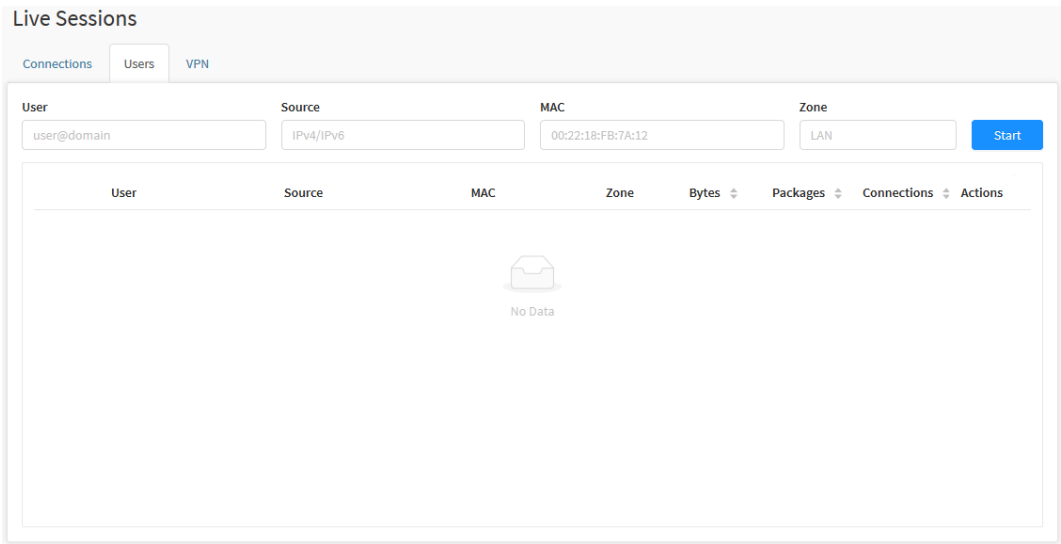 Live Sessions
Connections Users VPN
User Source MAC Zone
user@domain IPv4/IPv6 00:22:18:FB:7A:12 LAN Start
User Source MAC Zone Bytes Packages Connections Actions
No Data